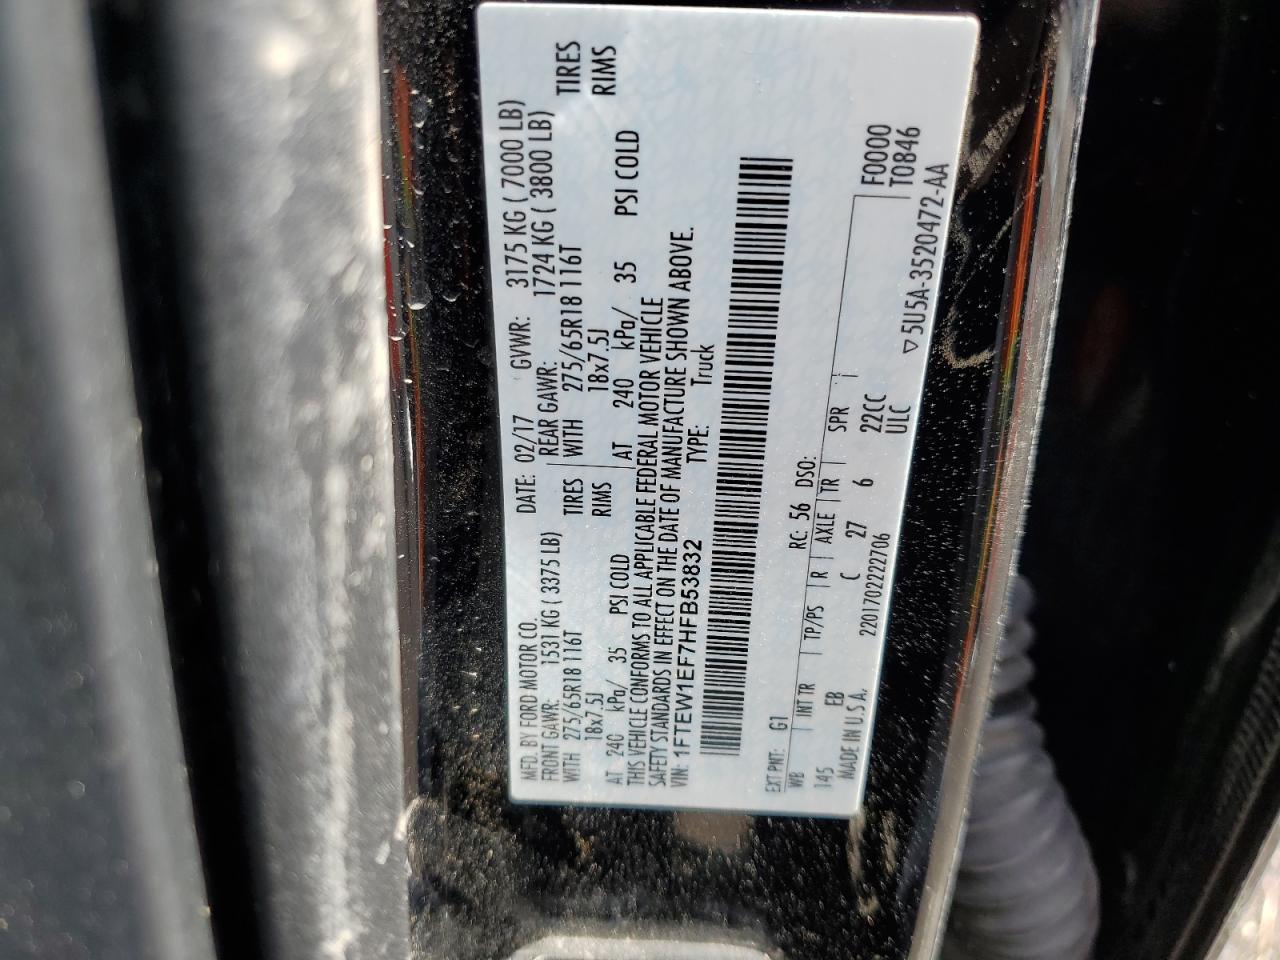 MFD. BY FORD MOTOR CO. DATE: 02/17 GVWR: 3175 KG ( 7000 LB)
FRONT GAWR: 1531 KG ( 3375 LB) REAR GAWR: 1724 KG ( 3800 LB)
WITH 275/65R18 116T TIRES WITH 275/65R18 116T TIRES
18x7.5J RIMS 18x7.5J RIMS
AT 240 kPa/ 35 PSI COLD AT 240 kPa/ 35 PSI COLD
THIS VEHICLE CONFORMS TO ALL APPLICABLE FEDERAL MOTOR VEHICLE
SAFETY STANDARDS IN EFFECT ON THE DATE OF MANUFACTURE SHOWN ABOVE.
VIN: 1FTEW1EF7HFB53832 TYPE: Truck
EXT PNT: G1 RC: 56 DSO:
WB INT TR TP/PS R AXLE TR SPR
145 EB C 27 6 22CC F0000
ULC T0846
MADE IN U.S.A. 2201702222706
▽5U5A-3520472-AA